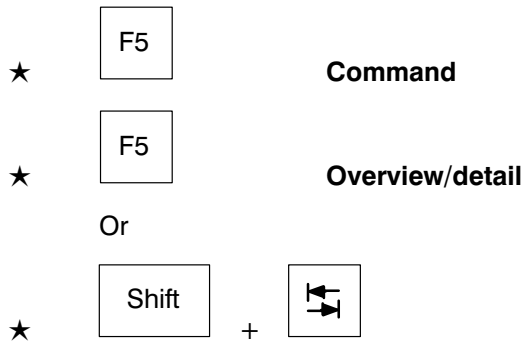 F5
★ Command
F5
★ Overview/detail
Or
Shift
★ +